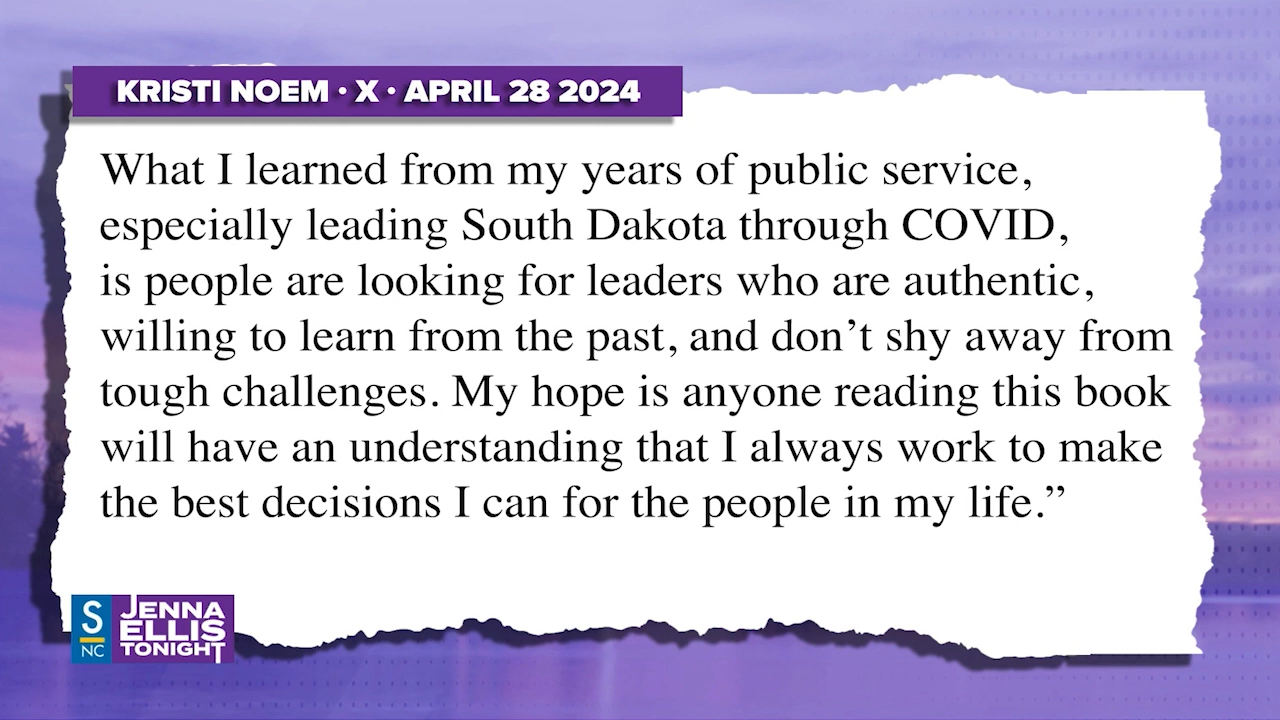 KRISTI NOEM • X • APRIL 28 2024
What I learned from my years of public service,
especially leading South Dakota through COVID,
is people are looking for leaders who are authentic,
willing to learn from the past, and don’t shy away from
tough challenges. My hope is anyone reading this book
will have an understanding that I always work to make
the best decisions I can for the people in my life.”
S
NC
JENNA
ELLIS
TONIGHT